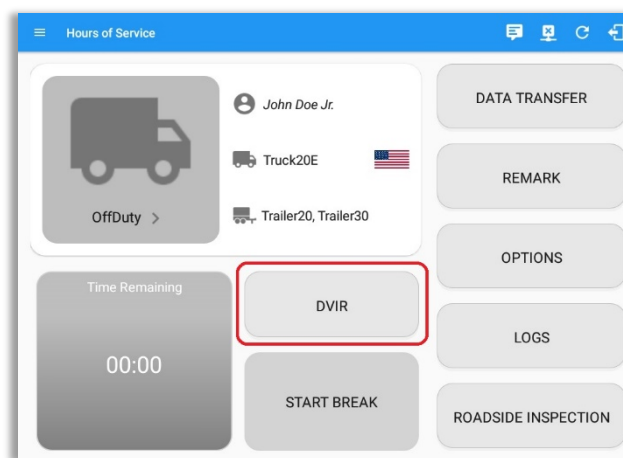 Hours of Service
John Doe Jr.
Truck20E
OffDuty >
Trailer20, Trailer30
Time Remaining
00:00
DVIR
START BREAK
DATA TRANSFER
REMARK
OPTIONS
LOGS
ROADSIDE INSPECTION